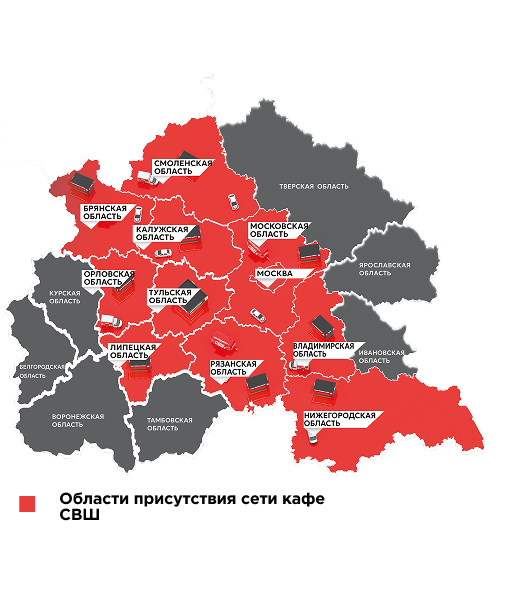 СМОЛЕНСКАЯ
ОБЛАСТЬ
ТВЕРСКАЯ ОБЛАСТЬ
БРЯНСКАЯ
ОБЛАСТЬ
КАЛУЖСКАЯ
ОБЛАСТЬ
МОСКОВСКАЯ
ОБЛАСТЬ
МОСКВА
ЯРОСЛАВСКАЯ
ОБЛАСТЬ
ОРЛОВСКАЯ
ОБЛАСТЬ
КУРСКАЯ
ОБЛАСТЬ
ТУЛЬСКАЯ
ОБЛАСТЬ
ЛИПЕЦКАЯ
ОБЛАСТЬ
ВЛАДИМИРСКАЯ
ОБЛАСТЬ
ИВАНОВСКАЯ
ОБЛАСТЬ
БЕЛГОРОДСКАЯ
ОБЛАСТЬ
РЯЗАНСКАЯ
ОБЛАСТЬ
ВОРОНЕЖСКАЯ
ОБЛАСТЬ
ТАМБОВСКАЯ
ОБЛАСТЬ
НИЖЕГОРОДСКАЯ
ОБЛАСТЬ
Области присутствия сети кафе
СВШ